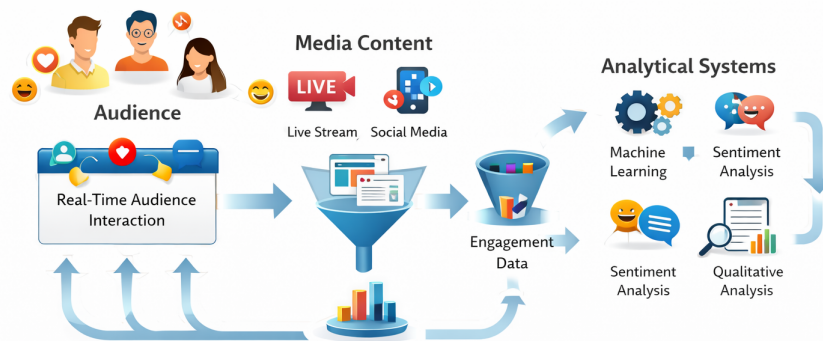 Audience
Real-Time Audience
Interaction
Media Content
LIVE
Live Stream
Social Media
Engagement
Data
Analytical Systems
Machine
Learning
Sentiment
Analysis
Sentiment
Analysis
Qualitative
Analysis